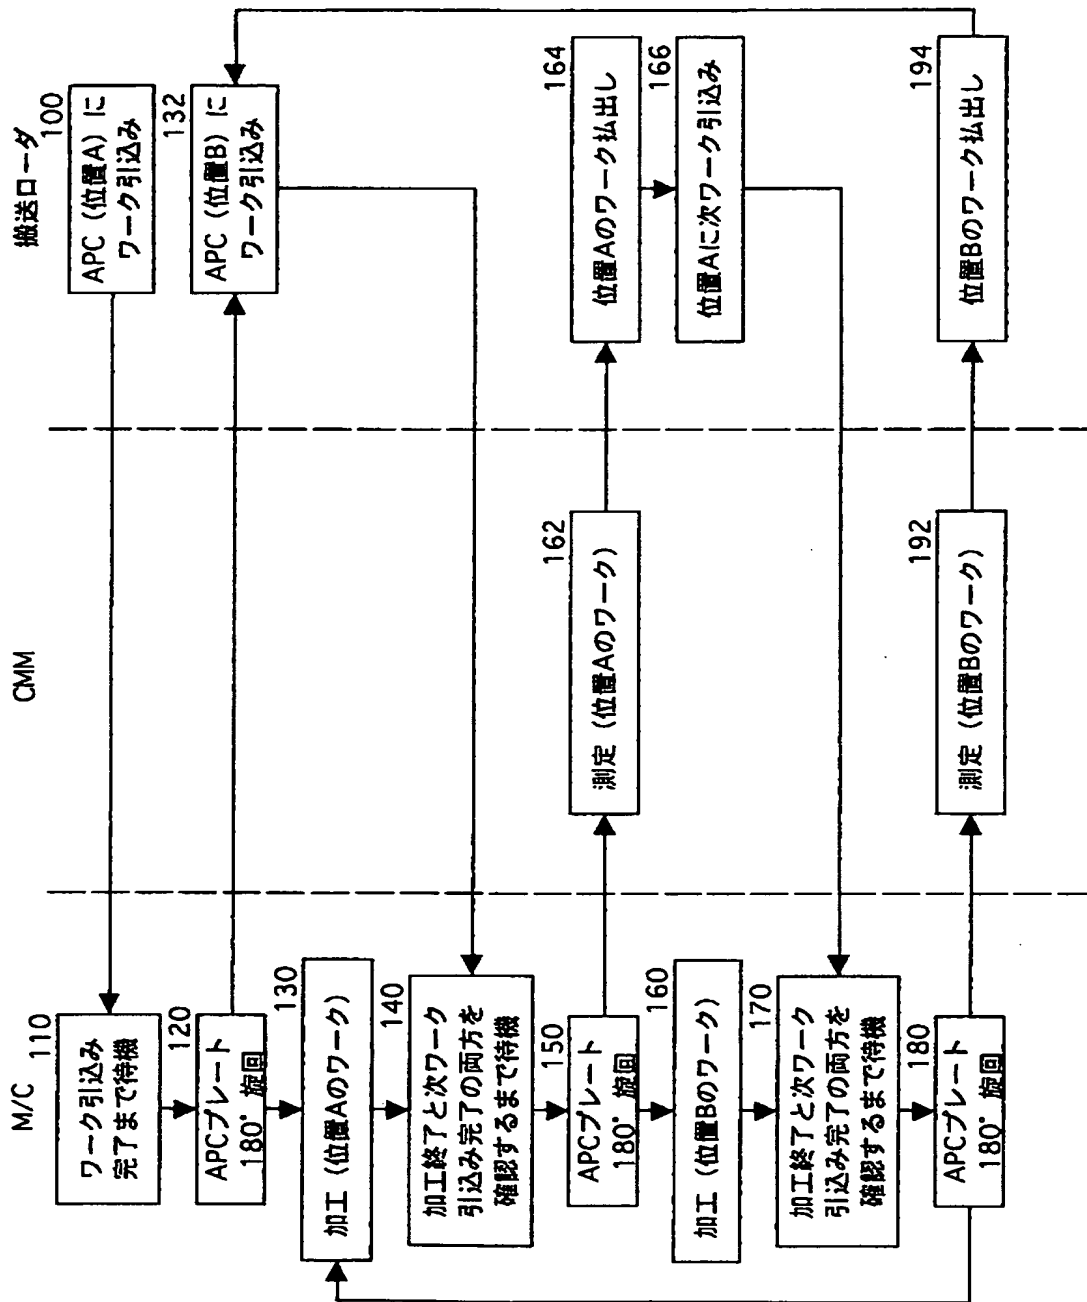 M/C
CMM
搬送ローダ
100
APC（位置A）に
ワーク引込み
110
ワーク引込み
完了まで待機
120
APCプレート
180°旋回
132
APC（位置B）に
ワーク引込み
130
加工（位置Aのワーク）
140
加工終了と次ワーク
引込み完了の両方を
確認するまで待機
150
APCプレート
180°旋回
162
測定（位置Aのワーク）
164
位置Aのワーク払出し
160
加工（位置Bのワーク）
166
位置Aに次ワーク引込み
170
加工終了と次ワーク
引込み完了の両方を
確認するまで待機
180
APCプレート
180°旋回
192
測定（位置Bのワーク）
194
位置Bのワーク払出し